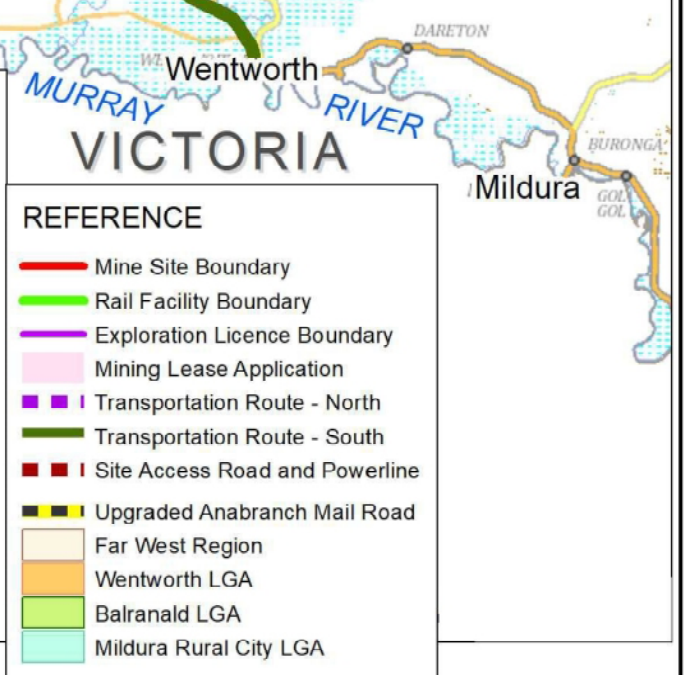 DARETON
Wentworth
MURRAY
RIVER
VICTORIA
BURONGA
Mildura
GOL
GOL
REFERENCE
Mine Site Boundary
Rail Facility Boundary
Exploration Licence Boundary
Mining Lease Application
Transportation Route - North
Transportation Route - South
Site Access Road and Powerline
Upgraded Anabranch Mail Road
Far West Region
Wentworth LGA
Balranald LGA
Mildura Rural City LGA